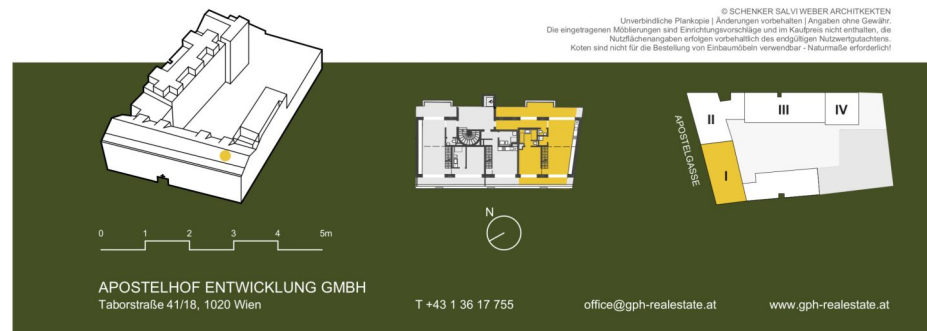 © SCHENKER SALVI WEBER ARCHITKEKTEN
Unverbindliche Plankopie | Änderungen vorbehalten | Angaben ohne Gewähr.
Die eingetragenen Möblierungen sind Einrichtungsvorschläge und im Kaufpreis nicht enthalten, die
Nutzflächenangaben erfolgen vorbehaltlich des endgültigen Nutzwertgutachtens.
Koten sind nicht für die Bestellung von Einbaumöbeln verwendbar - Naturmaße erforderlich!
II
III
IV
APOSTELGASSE
I
N
0 1 2 3 4 5m
APOSTELHOF ENTWICKLUNG GMBH
Taborstraße 41/18, 1020 Wien
T +43 1 36 17 755
office@gph-realestate.at
www.gph-realestate.at